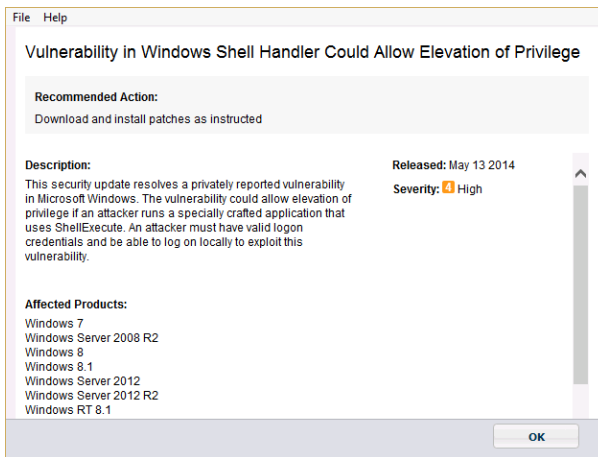 File Help
Vulnerability in Windows Shell Handler Could Allow Elevation of Privilege
Recommended Action:
Download and install patches as instructed
Description:
This security update resolves a privately reported vulnerability
in Microsoft Windows. The vulnerability could allow elevation of
privilege if an attacker runs a specially crafted application that
uses ShellExecute. An attacker must have valid logon
credentials and be able to log on locally to exploit this
vulnerability.
Released: May 13 2014
Severity: 4 High
Affected Products:
Windows 7
Windows Server 2008 R2
Windows 8
Windows 8.1
Windows Server 2012
Windows Server 2012 R2
Windows RT 8.1
OK